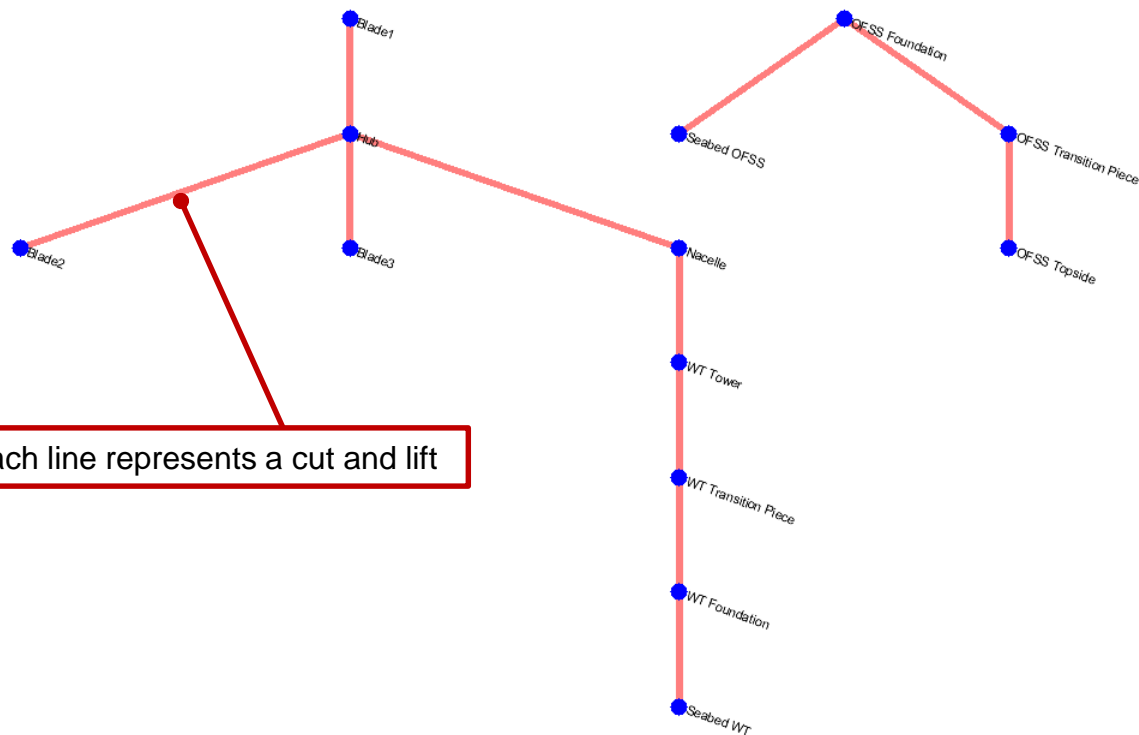 Blade1
OFSS Foundation
Hub
Seabed OFSS
OFSS Transition Piece
Blade2
Blade3
Nacelle
OFSS Topside
WT Tower
ach line represents a cut and lift
WT Transition Piece
WT Foundation
Seabed WT